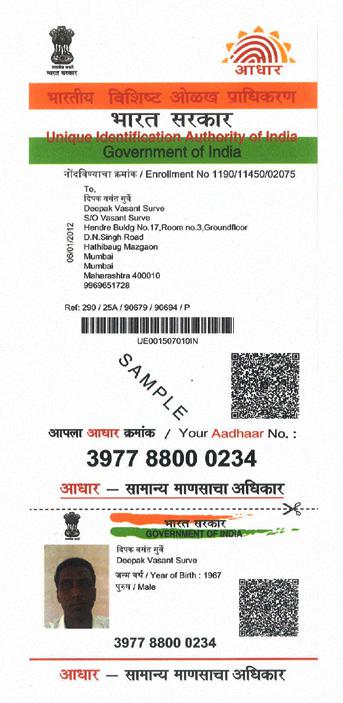 भारत सरकार
आधार
भारतीय विशिष्ट ओळख प्राधिकरण
भारत सरकार
Unique Identification Authority of India
Government of India
नोंदविण्याचा क्रमांक / Enrollment No 1190/11450/02075
To,
दिपक वसंत सुर्वे
Deepak Vasant Surve
S/O Vasant Surve
Hendre Buldg No.17,Room no.3,Groundfloor
D.N.Singh Road
Hathibaug Mazgaon
Mumbai
Mumbai
Maharashtra 400010
9969651728
06/01/2012
Ref: 290 / 25A / 90679 / 90694 / P
UE001507010IN
SAMPLE
आपला आधार क्रमांक / Your Aadhaar No. :
3977 8800 0234
आधार – सामान्य माणसाचा अधिकार
भारत सरकार
GOVERNMENT OF INDIA
दिपक वसंत सुर्वे
Deepak Vasant Surve
जन्म वर्ष / Year of Birth : 1967
पुरुष / Male
3977 8800 0234
आधार – सामान्य माणसाचा अधिकार